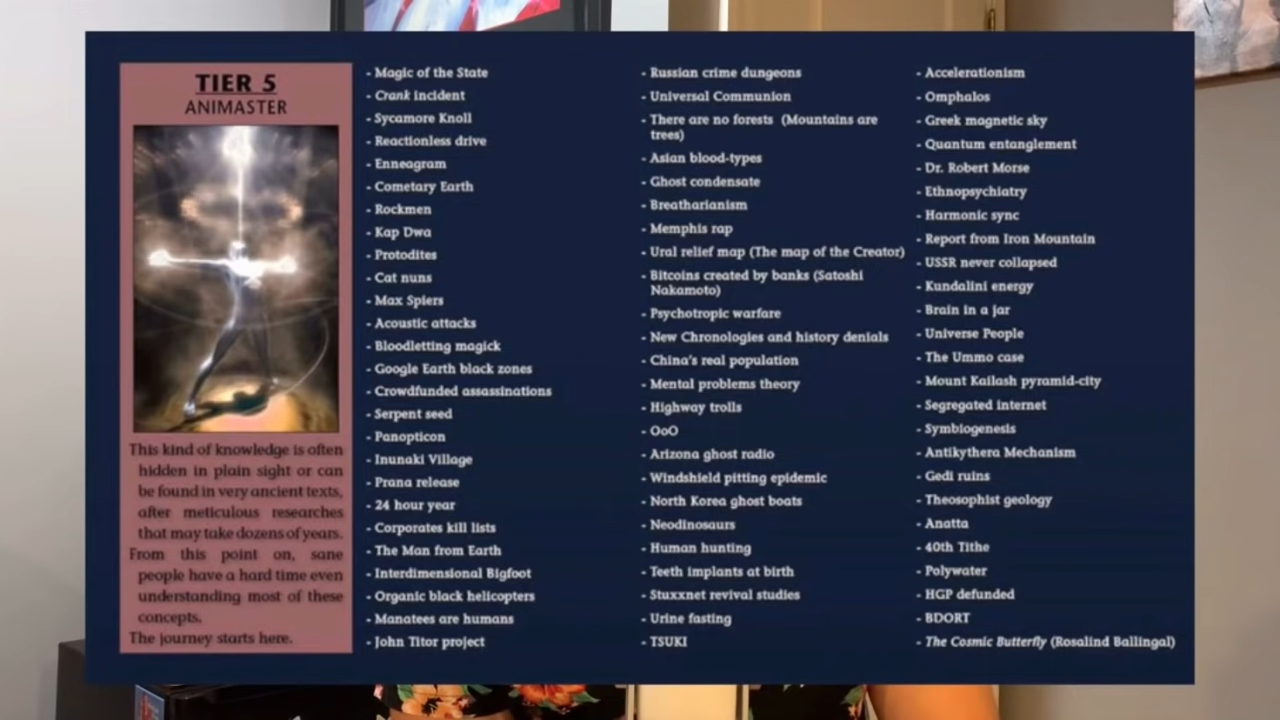 TIER 5
ANIMASTER
This kind of knowledge is often
hidden in plain sight or can
be found in very ancient texts,
after meticulous researches
that may take dozens of years.
From this point on, sane
people have a hard time even
understanding most of these
concepts.
The journey starts here.
- Magic of the State
- Crank incident
- Sycamore Knoll
- Reactionless drive
- Enneagram
- Cometary Earth
- Rockmen
- Kap Dwa
- Protodites
- Cat nuns
- Max Spiers
- Acoustic attacks
- Bloodletting magick
- Google Earth black zones
- Crowdfunded assassinations
- Serpent seed
- Panopticon
- Inunaki Village
- Prana release
- 24 hour year
- Corporates kill lists
- The Man from Earth
- Interdimensional Bigfoot
- Organic black helicopters
- Manatees are humans
- John Titor project
- Russian crime dungeons
- Universal Communion
- There are no forests (Mountains are
trees)
- Asian blood-types
- Ghost condensate
- Breatharianism
- Memphis rap
- Ural relief map (The map of the Creator)
- Bitcoins created by banks (Satoshi
Nakamoto)
- Psychotropic warfare
- New Chronologies and history denials
- China's real population
- Mental problems theory
- Highway trolls
- OoO
- Arizona ghost radio
- Windshield pitting epidemic
- North Korea ghost boats
- Neodinosaurs
- Human hunting
- Teeth implants at birth
- Stuxxnet revival studies
- Urine fasting
- TSUKI
- Accelerationism
- Omphalos
- Greek magnetic sky
- Quantum entanglement
- Dr. Robert Morse
- Ethnopsychiatry
- Harmonic sync
- Report from Iron Mountain
- USSR never collapsed
- Kundalini energy
- Brain in a jar
- Universe People
- The Ummo case
- Mount Kailash pyramid-city
- Segregated internet
- Symbiogenesis
- Antikythera Mechanism
- Gedi ruins
- Theosophist geology
- Anatta
- 40th Tithe
- Polywater
- HGP defunded
- BDORT
- The Cosmic Butterfly (Rosalind Ballingal)